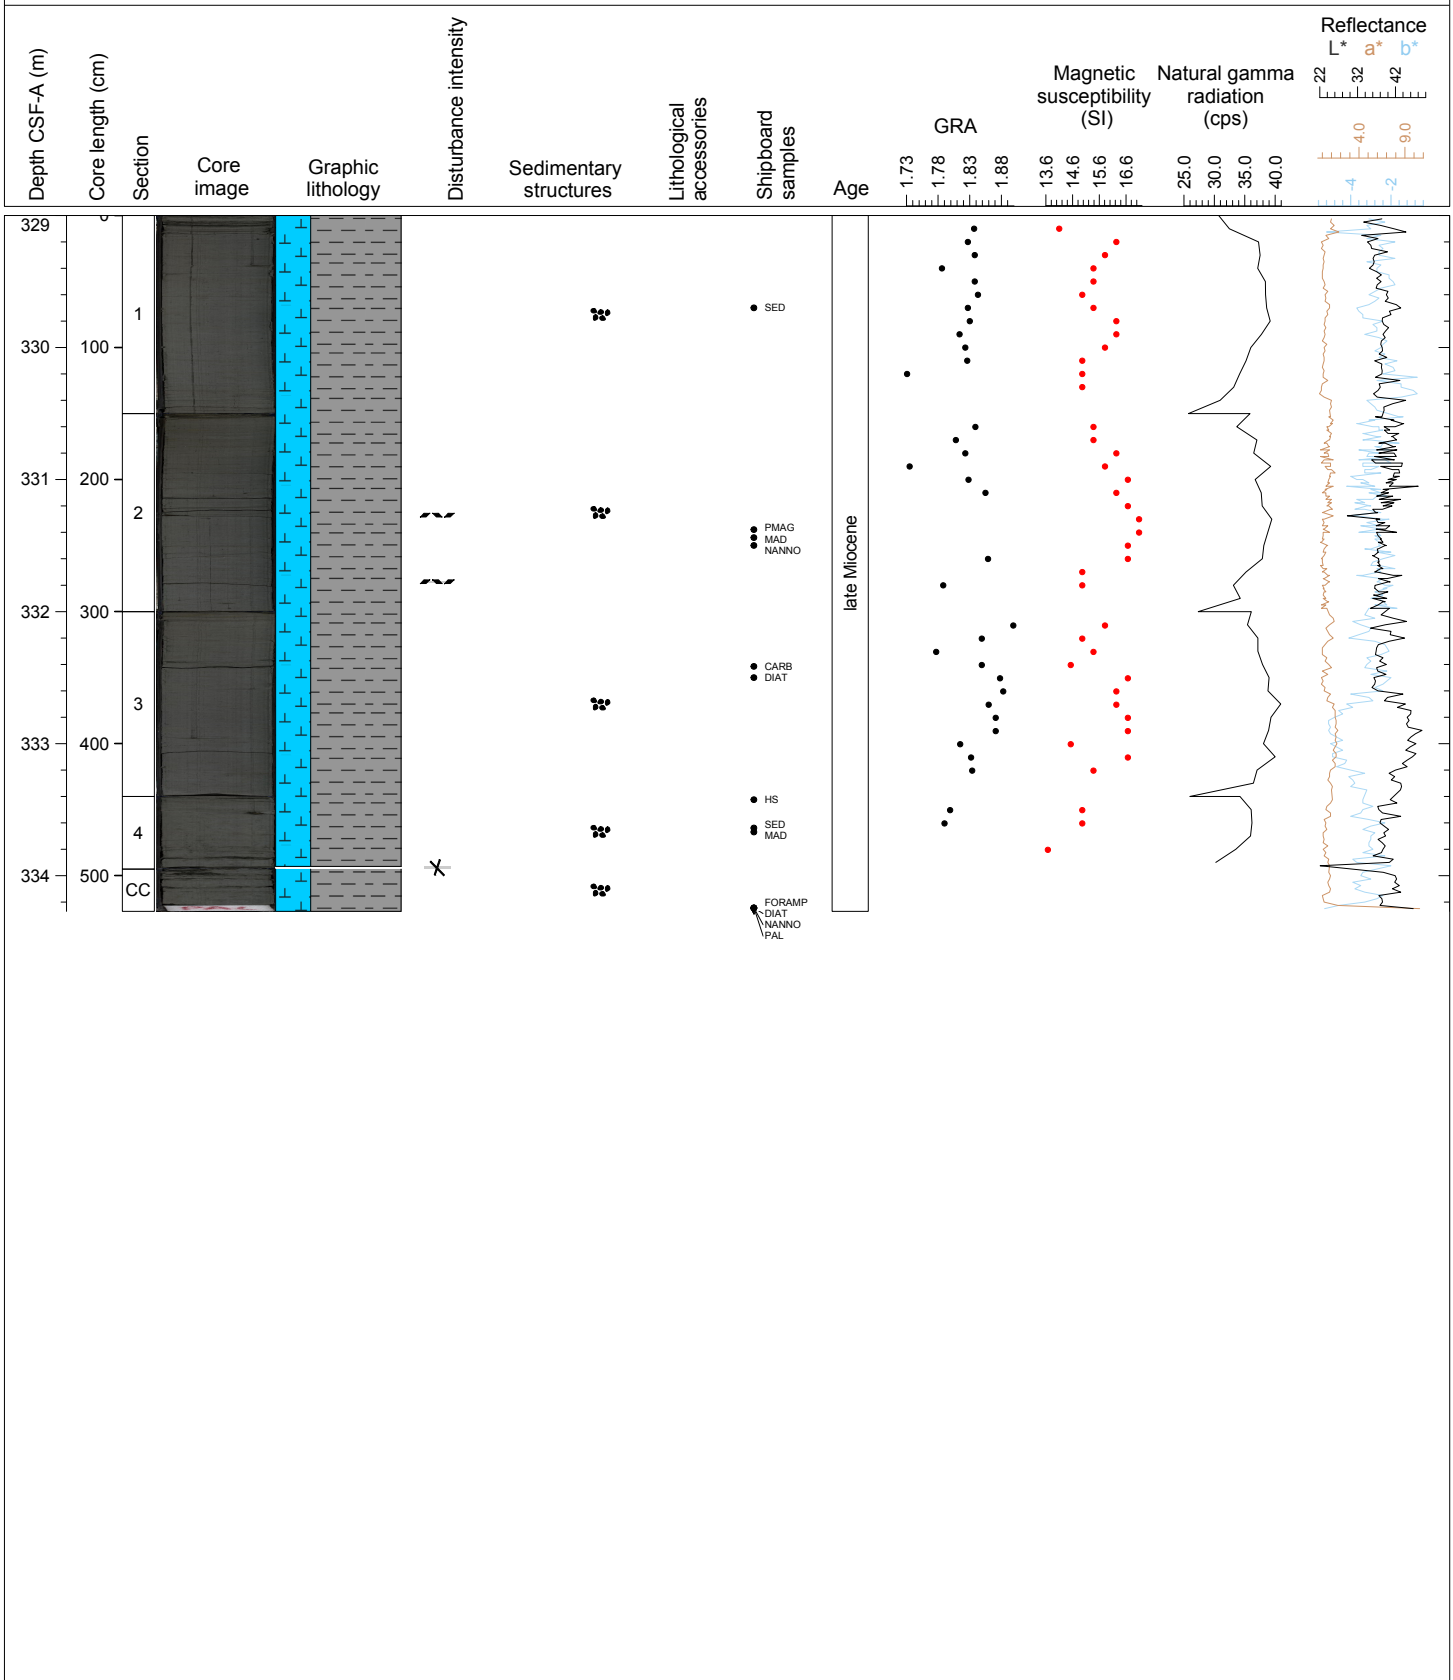 Depth CSF-A (m)
Core length (cm)
Section
Core
image
Graphic
lithology
Disturbance intensity
Sedimentary
structures
Lithological
accessories
Shipboard
samples
Age
GRA
1.73
1.78
1.83
1.88
Magnetic
susceptibility
(SI)
13.6
14.6
15.6
16.6
Natural gamma
radiation
(cps)
25.0
30.0
35.0
40.0
Reflectance
L* a* b*
22
32
42
4.0
9.0
-4
-2
329
330
331
332
333
334
0
100
200
300
400
500
1
2
3
4
CC
SED
PMAG
MAD
NANNO
CARB
DIAT
HS
SED
MAD
FORAMP
DIAT
NANNO
PAL
late Miocene